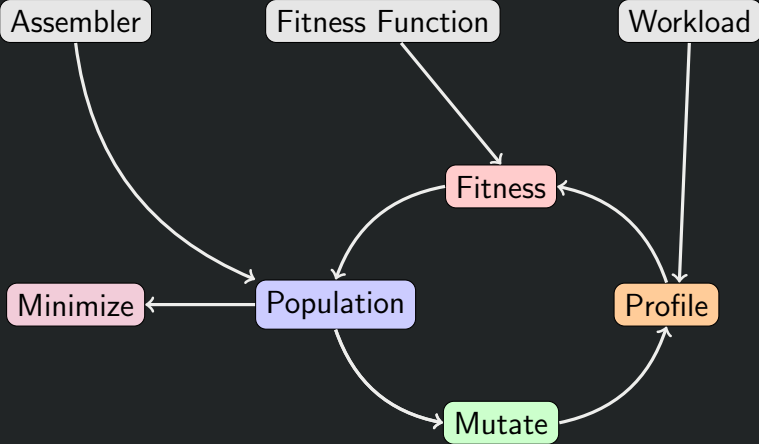 Assembler
Fitness Function
Workload
Fitness
Minimize
Population
Profile
Mutate